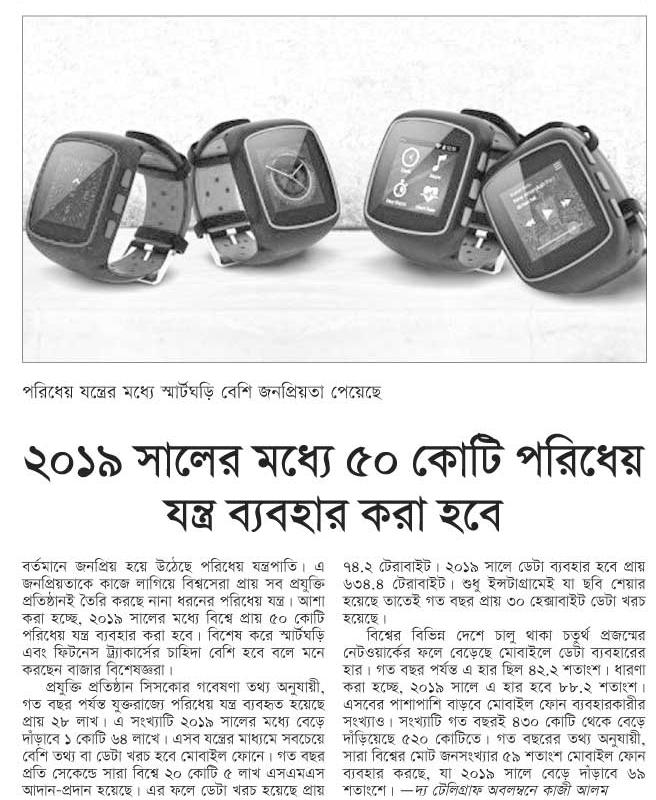 পরিধেয় যন্ত্রের মধ্যে স্মার্টঘড়ি বেশি জনপ্রিয়তা পেয়েছে
২০১৯ সালের মধ্যে ৫০ কোটি পরিধেয়
যন্ত্র ব্যবহার করা হবে
বর্তমানে জনপ্রিয় হয়ে উঠেছে পরিধেয় যন্ত্রপাতি। এ
জনপ্রিয়তাকে কাজে লাগিয়ে বিশ্বসেরা প্রায় সব প্রযুক্তি
প্রতিষ্ঠানই তৈরি করছে নানা ধরনের পরিধেয় যন্ত্র। আশা
করা হচ্ছে, ২০১৯ সালের মধ্যে বিশ্বে প্রায় ৫০ কোটি
পরিধেয় যন্ত্র ব্যবহার করা হবে। বিশেষ করে স্মার্টঘড়ি
এবং ফিটনেস ট্র্যাকার্সের চাহিদা বেশি হবে বলে মনে
করছেন বাজার বিশেষজ্ঞরা।
প্রযুক্তি প্রতিষ্ঠান সিসকোর গবেষণা তথ্য অনুযায়ী,
গত বছর পর্যন্ত যুক্তরাজ্যে পরিধেয় যন্ত্র ব্যবহৃত হয়েছে
প্রায় ২৮ লাখ। এ সংখ্যাটি ২০১৯ সালের মধ্যে বেড়ে
দাঁড়াবে ১ কোটি ৬৪ লাখে। এসব যন্ত্রের মাধ্যমে সবচেয়ে
বেশি তথ্য বা ডেটা খরচ হবে মোবাইল ফোনে। গত বছর
প্রতি সেকেন্ডে সারা বিশ্বে ২০ কোটি ৫ লাখ এসএমএস
আদান-প্রদান হয়েছে। এর ফলে ডেটা খরচ হয়েছে প্রায়
৭৪.২ টেরাবাইট। ২০১৯ সালে ডেটা ব্যবহার হবে প্রায়
৬৩৪.৪ টেরাবাইট। শুধু ইন্সটাগ্রামেই যা ছবি শেয়ার
হয়েছে তাতেই গত বছর প্রায় ৩০ হেক্সাবাইট ডেটা খরচ
হয়েছে।
বিশ্বের বিভিন্ন দেশে চালু থাকা চতুর্থ প্রজন্মের
নেটওয়ার্কের ফলে বেড়েছে মোবাইলে ডেটা ব্যবহারের
হার। গত বছর পর্যন্ত এ হার ছিল ৪২.২ শতাংশ। ধারণা
করা হচ্ছে, ২০১৯ সালে এ হার হবে ৮৮.২ শতাংশ।
এসবের পাশাপাশি বাড়বে মোবাইল ফোন ব্যবহারকারীর
সংখ্যাও। সংখ্যাটি গত বছরই ৪৩০ কোটি থেকে বেড়ে
দাঁড়িয়েছে ৫২০ কোটিতে। গত বছরের তথ্য অনুযায়ী,
সারা বিশ্বের মোট জনসংখ্যার ৫৯ শতাংশ মোবাইল ফোন
ব্যবহার করছে, যা ২০১৯ সালে বেড়ে দাঁড়াবে ৬৯
শতাংশে। —দ্য টেলিগ্রাফ অবলম্বনে কাজী আলম